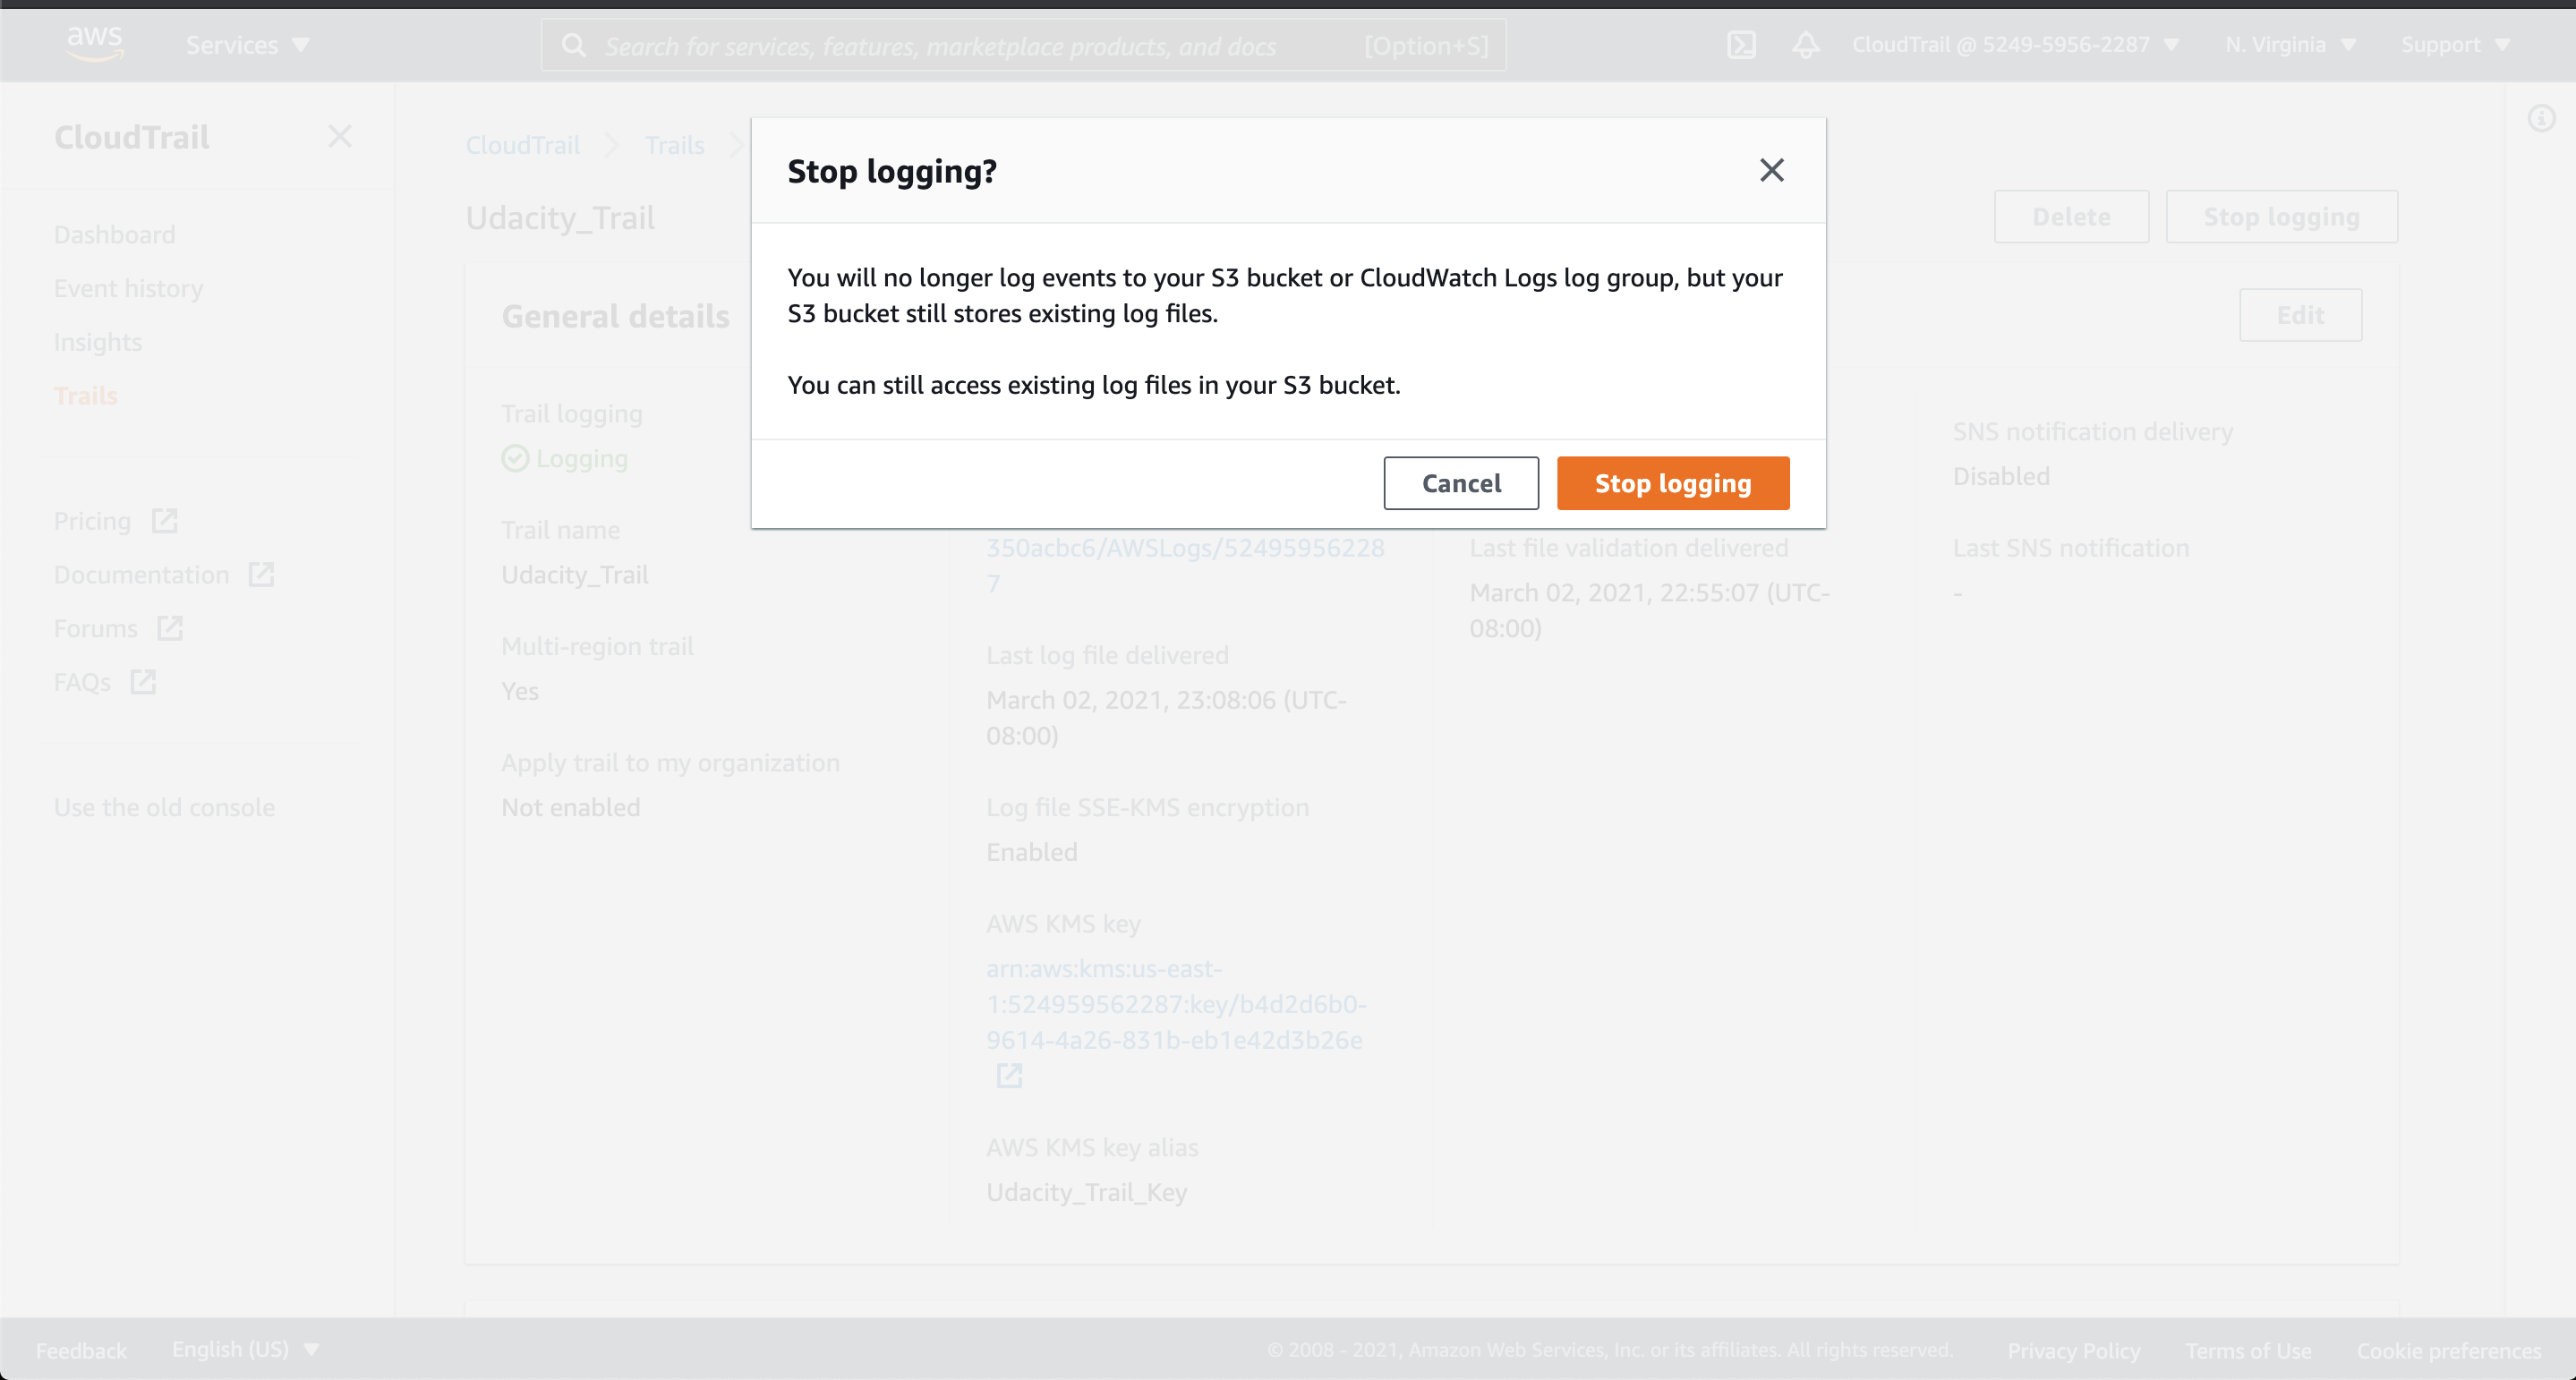 aws
Services
Search for services, features, marketplace products, and docs
[Option+S]
CloudTrail @ 5249-5956-2287
N. Virginia
Support
CloudTrail
Dashboard
Event history
Insights
Trails
Pricing
Documentation
Forums
FAQs
Use the old console
CloudTrail
Trails
Udacity_Trail
Delete
Stop logging
General details
Edit
Trail logging
Logging
Trail name
Udacity_Trail
Multi-region trail
Yes
Apply trail to my organization
Not enabled
350acbc6/AWSLogs/52495956228
7
Last log file delivered
March 02, 2021, 23:08:06 (UTC-
08:00)
Log file SSE-KMS encryption
Enabled
AWS KMS key
arn:aws:kms:us-east-
1:524959562287:key/b4d2d6b0-
9614-4a26-831b-eb1e42d3b26e
AWS KMS key alias
Udacity_Trail_Key
Last file validation delivered
March 02, 2021, 22:55:07 (UTC-
08:00)
SNS notification delivery
Disabled
Last SNS notification
-
Stop logging?
You will no longer log events to your S3 bucket or CloudWatch Logs log group, but your
S3 bucket still stores existing log files.
You can still access existing log files in your S3 bucket.
Cancel
Stop logging
Feedback
English (US)
© 2008 - 2021, Amazon Web Services, Inc. or its affiliates. All rights reserved.
Privacy Policy
Terms of Use
Cookie preferences